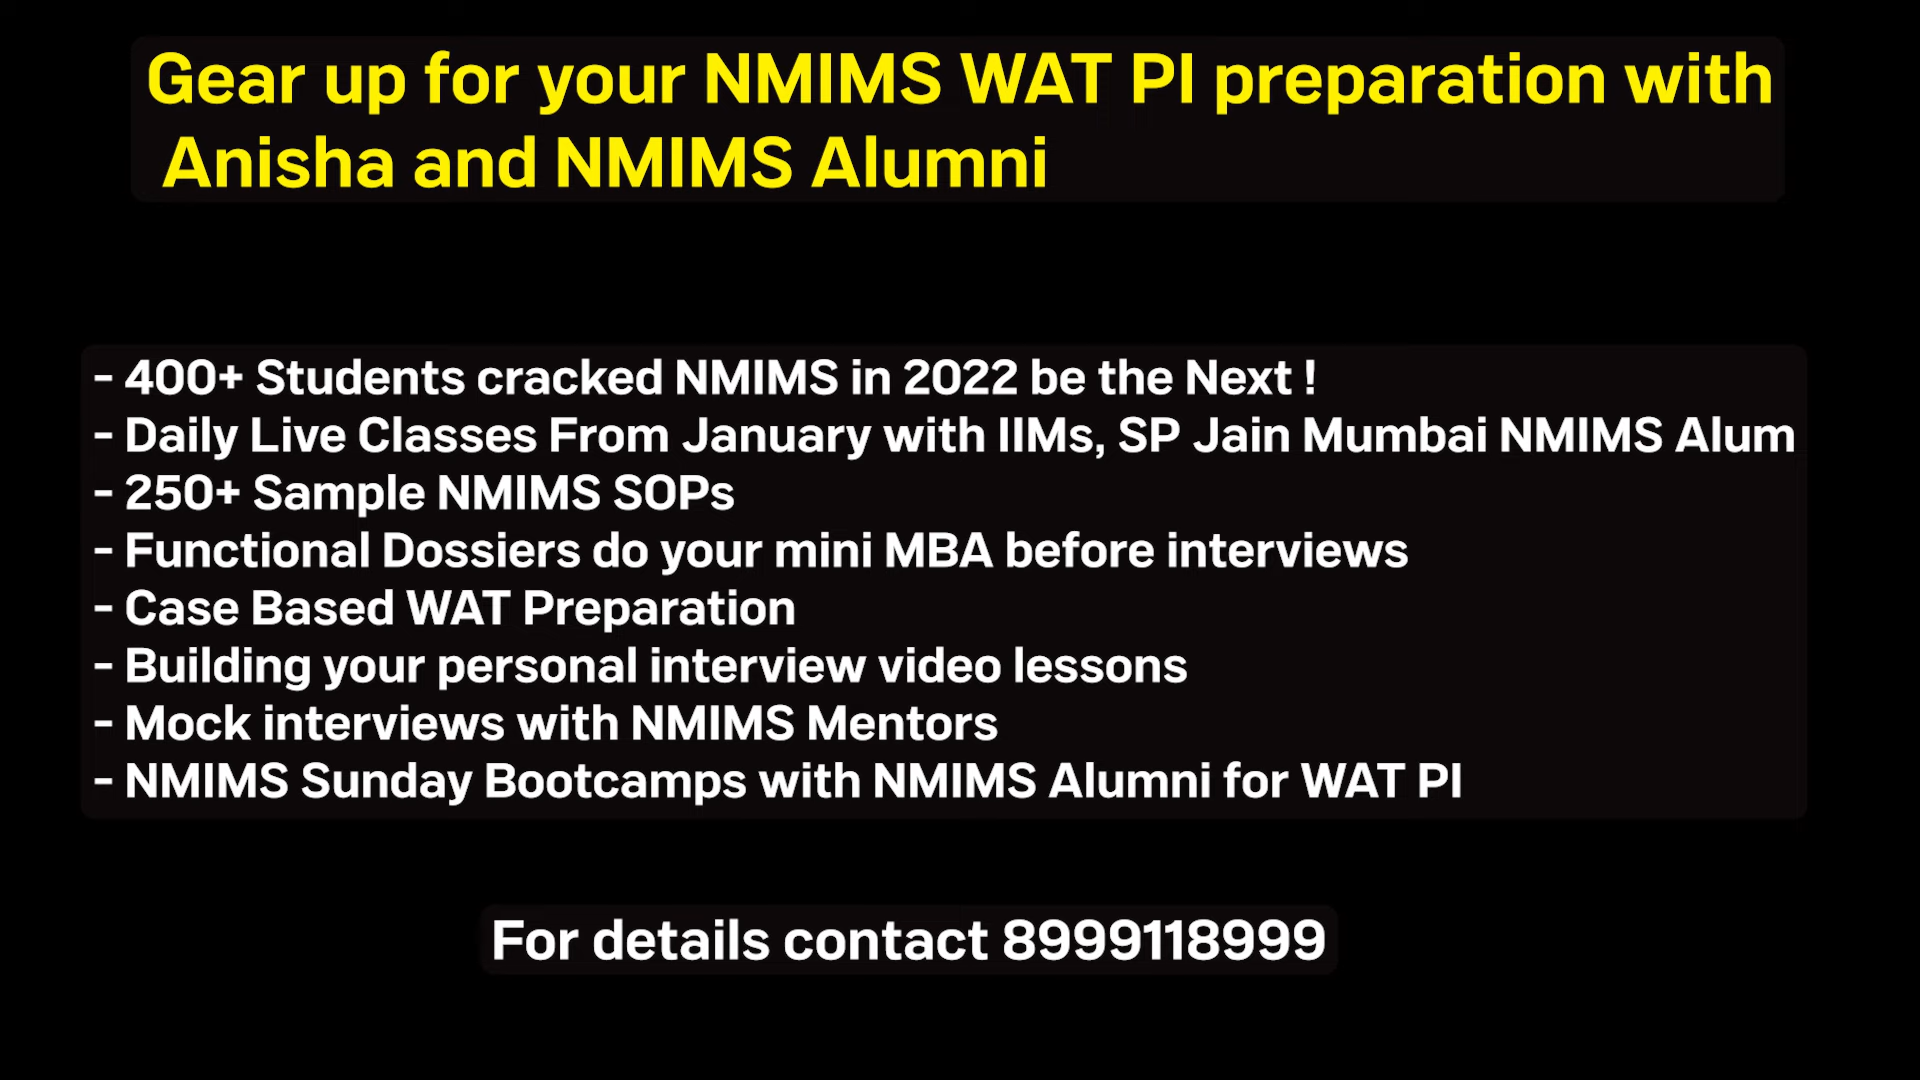 Gear up for your NMIMS WAT PI preparation with
Anisha and NMIMS Alumni
- 400+ Students cracked NMIMS in 2022 be the Next !
- Daily Live Classes From January with IIMs, SP Jain Mumbai NMIMS Alum
- 250+ Sample NMIMS SOPs
- Functional Dossiers do your mini MBA before interviews
- Case Based WAT Preparation
- Building your personal interview video lessons
- Mock interviews with NMIMS Mentors
- NMIMS Sunday Bootcamps with NMIMS Alumni for WAT PI
For details contact 8999118999